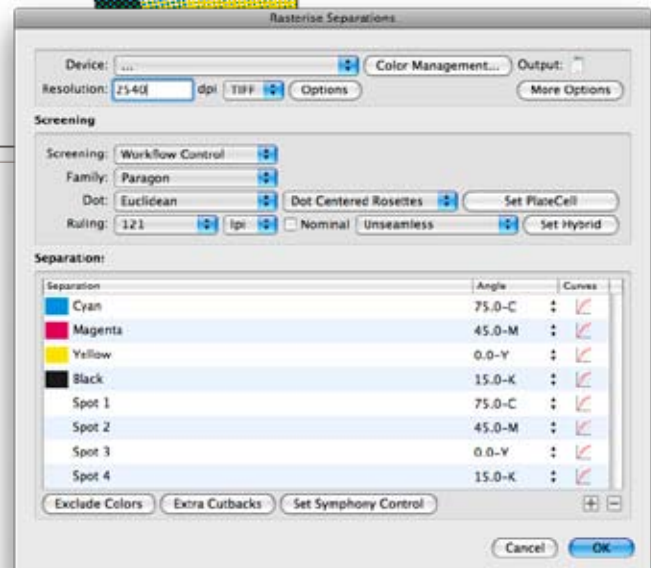 Rasterise Separations
Device: ... Color Management... Output:
Resolution: 2540 dpi TIFF Options More Options
Screening
Screening: Workflow Control
Family: Paragon
Dot: Euclidean Dot Centered Rosettes Set PlateCell
Ruling: 121 lpi Nominal Unseamless Set Hybrid
Separation:
Separation Angle Curves
Cyan 75.0-C
Magenta 45.0-M
Yellow 0.0-Y
Black 15.0-K
Spot 1 75.0-C
Spot 2 45.0-M
Spot 3 0.0-Y
Spot 4 15.0-K
Exclude Colors Extra Cutbacks Set Symphony Control
Cancel OK